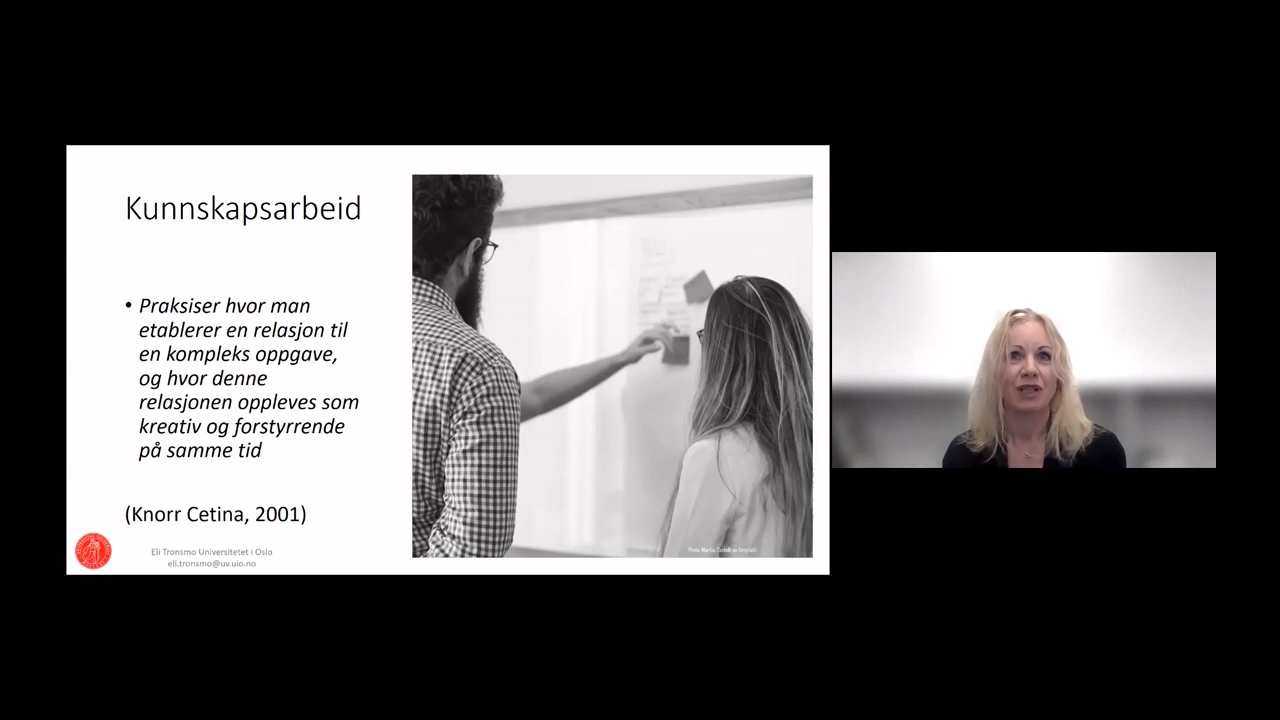 Kunnskapsarbeid
• Praksiser hvor man
etablerer en relasjon til
en kompleks oppgave,
og hvor denne
relasjonen oppleves som
kreativ og forstyrrende
på samme tid
(Knorr Cetina, 2001)
Eli Tronsmo Universitetet i Oslo
eli.tronsmo@uv.uio.no